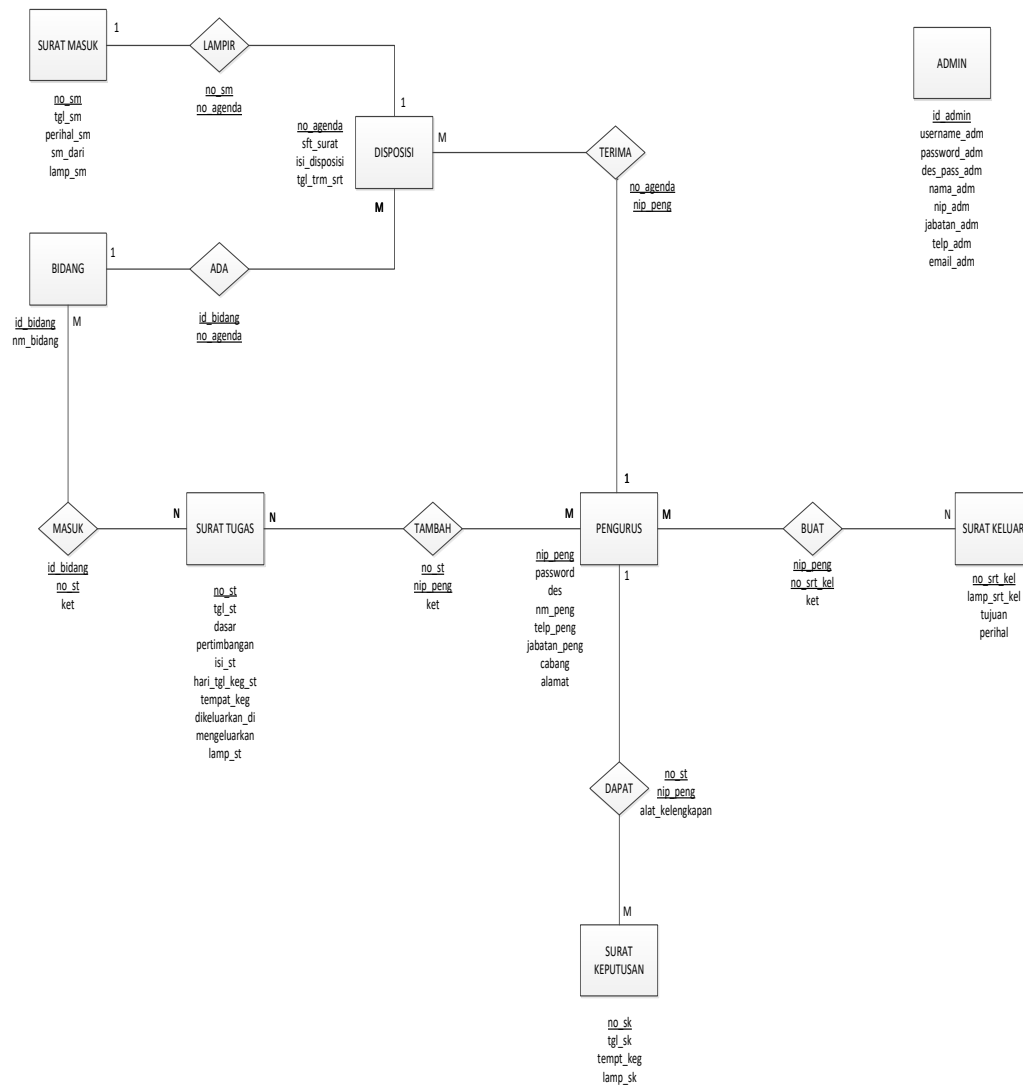 1
SURAT MASUK
LAMPIR
no_sm
tgl_sm
perihal_sm
sm_dari
lamp_sm
no_sm
no_agenda
1
no_agenda
sft_surat
isi_disposisi
tgl_trm_srt
DISPOSISI
M
M
TERIMA
no_agenda
nip_peng
ADMIN
id_admin
username_adm
password_adm
des_pass_adm
nama_adm
nip_adm
jabatan_adm
telp_adm
email_adm
BIDANG
1
ADA
id_bidang
nm_bidang
M
id_bidang
no_agenda
MASUK
id_bidang
no_st
ket
N
SURAT TUGAS
N
no_st
tgl_st
dasar
pertimbangan
isi_st
hari_tgl_keg_st
tempat_keg
dikeluarkan_di
mengeluarkan
lamp_st
TAMBAH
no_st
nip_peng
ket
1
M
PENGURUS
M
nip_peng
password
des
nm_peng
telp_peng
jabatan_peng
cabang
alamat
1
BUAT
nip_peng
no_srt_kel
ket
N
SURAT KELUAR
no_srt_kel
lamp_srt_kel
tujuan
perihal
DAPAT
no_st
nip_peng
alat_kelengkapan
M
SURAT
KEPUTUSAN
no_sk
tgl_sk
tempt_keg
lamp_sk